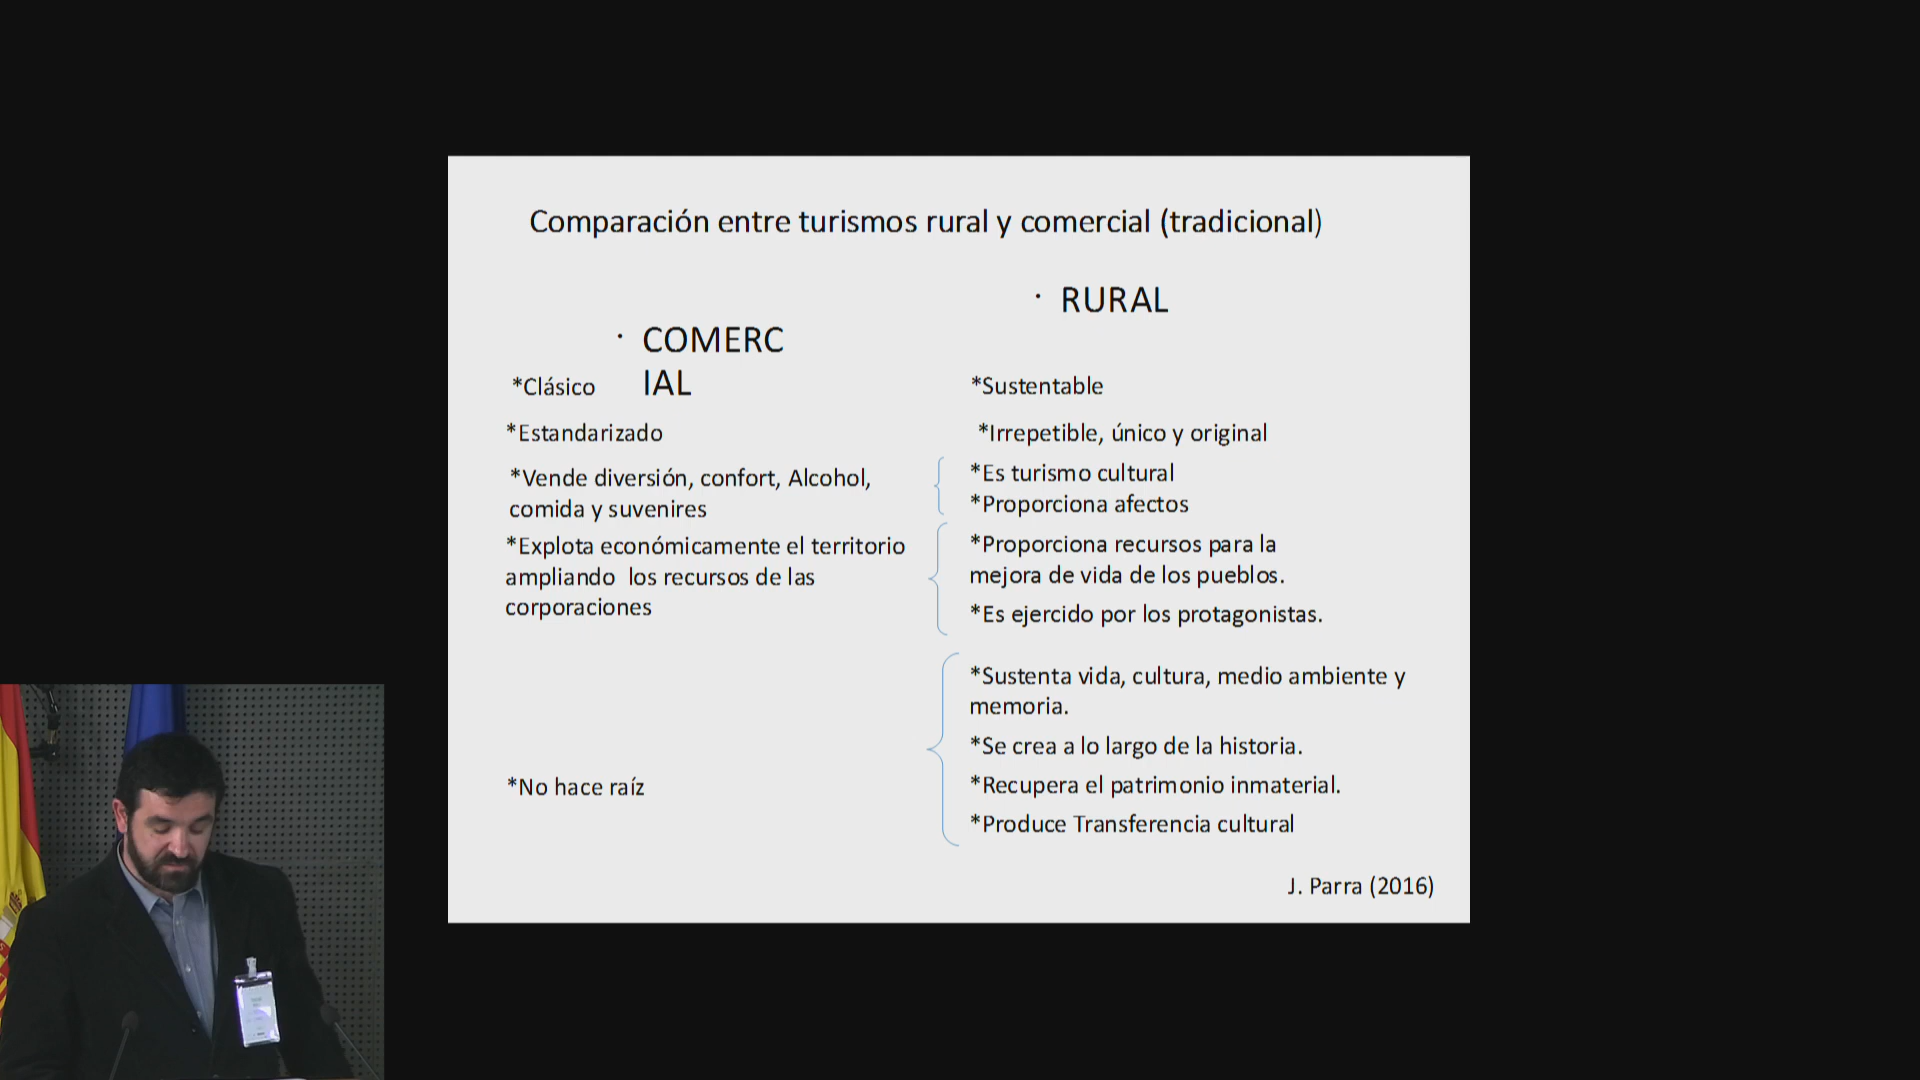 Comparación entre turismos rural y comercial (tradicional)
· RURAL
· COMERC
IAL
*Clásico
*Estandarizado
*Vende diversión, confort, Alcohol,
comida y suvenires
*Explota económicamente el territorio
ampliando los recursos de las
corporaciones
*No hace raíz
*Sustentable
*Irrepetible, único y original
*Es turismo cultural
*Proporciona afectos
*Proporciona recursos para la
mejora de vida de los pueblos.
*Es ejercido por los protagonistas.
*Sustenta vida, cultura, medio ambiente y
memoria.
*Se crea a lo largo de la historia.
*Recupera el patrimonio inmaterial.
*Produce Transferencia cultural
J. Parra (2016)